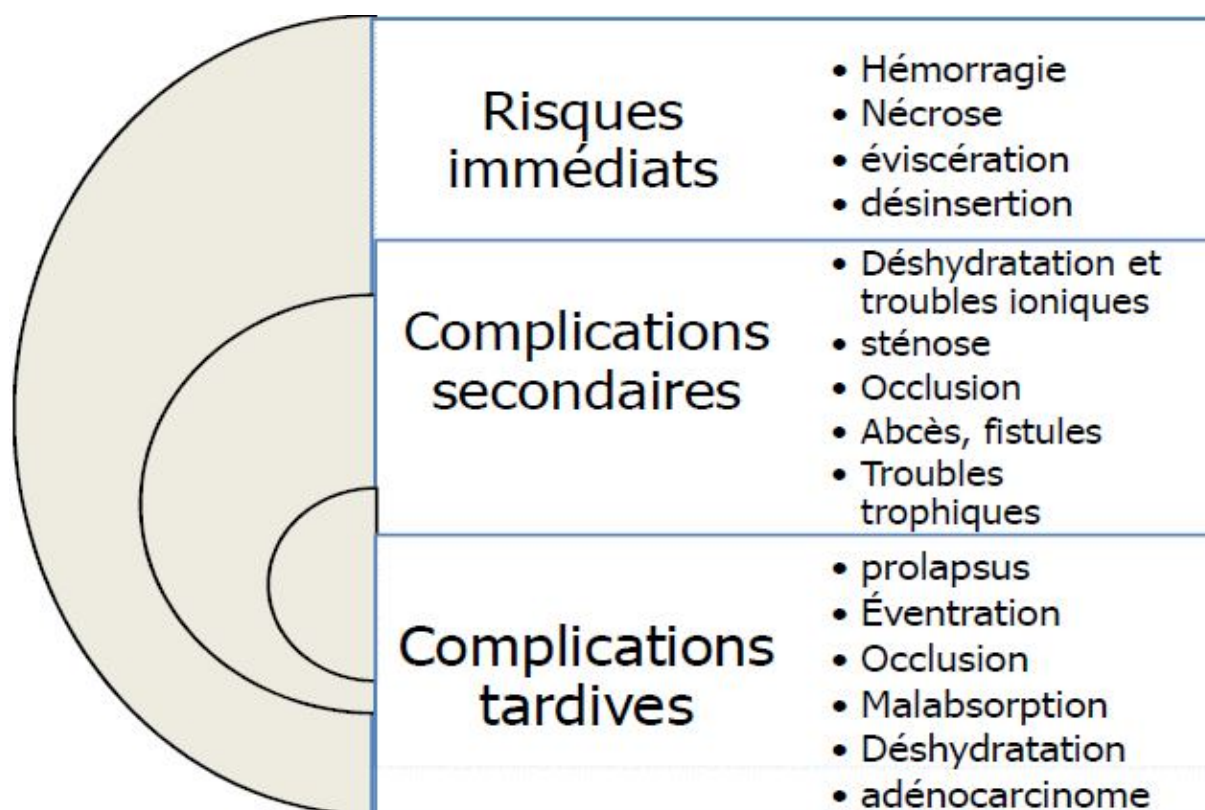 Risques
immédiats
• Hémorragie
• Nécrose
• éviscération
• désinsertion
Complications
secondaires
• Déshydratation et
troubles ioniques
• sténose
• Occlusion
• Abcès, fistules
• Troubles
trophiques
Complications
tardives
• prolapsus
• Éventration
• Occlusion
• Malabsorption
• Déshydratation
• adénocarcinome